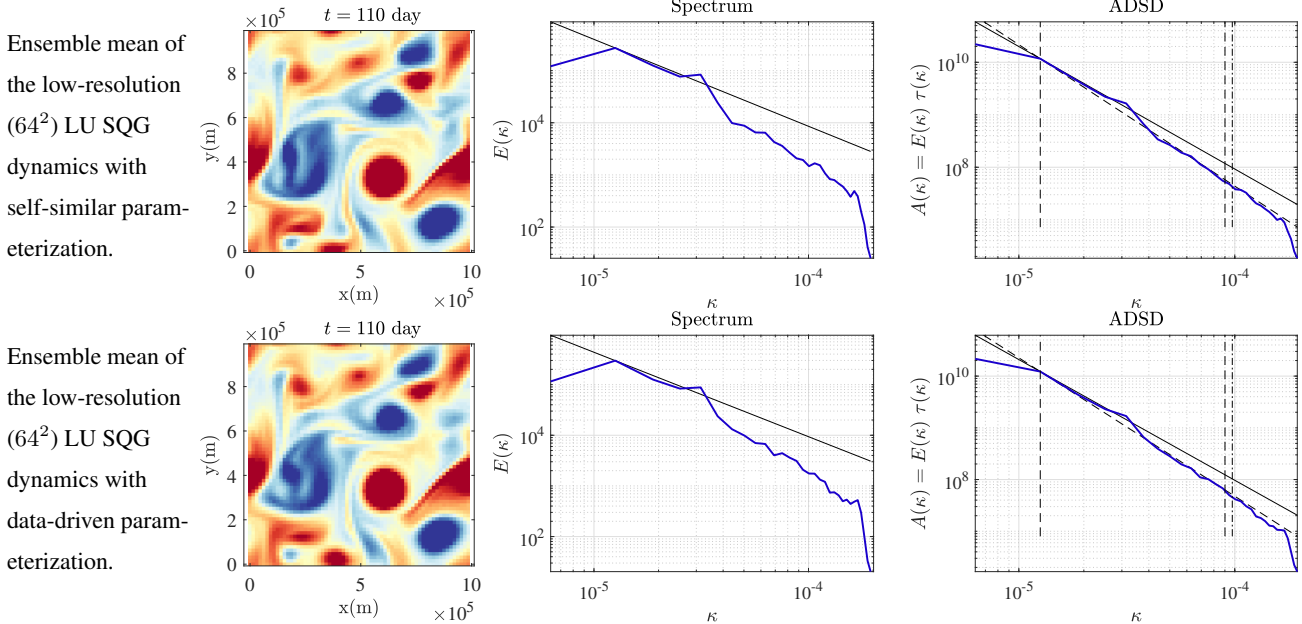 Ensemble mean of
the low-resolution
(64²) LU SQG
dynamics with
self-similar param-
eterization.
×10⁵
t = 110 day
8
6
4
2
0
y(m)
0
5
10
x(m)
×10⁵
Spectrum
E(κ)
10⁴
10²
10⁻⁵
10⁻⁴
κ
ADSD
A(κ) = E(κ) τ(κ)
10¹⁰
10⁸
10⁻⁵
10⁻⁴
κ
Ensemble mean of
the low-resolution
(64²) LU SQG
dynamics with
data-driven param-
eterization.
×10⁵
t = 110 day
8
6
4
2
0
y(m)
0
5
10
x(m)
×10⁵
Spectrum
E(κ)
10⁴
10²
10⁻⁵
10⁻⁴
κ
ADSD
A(κ) = E(κ) τ(κ)
10¹⁰
10⁸
10⁻⁵
10⁻⁴
κ